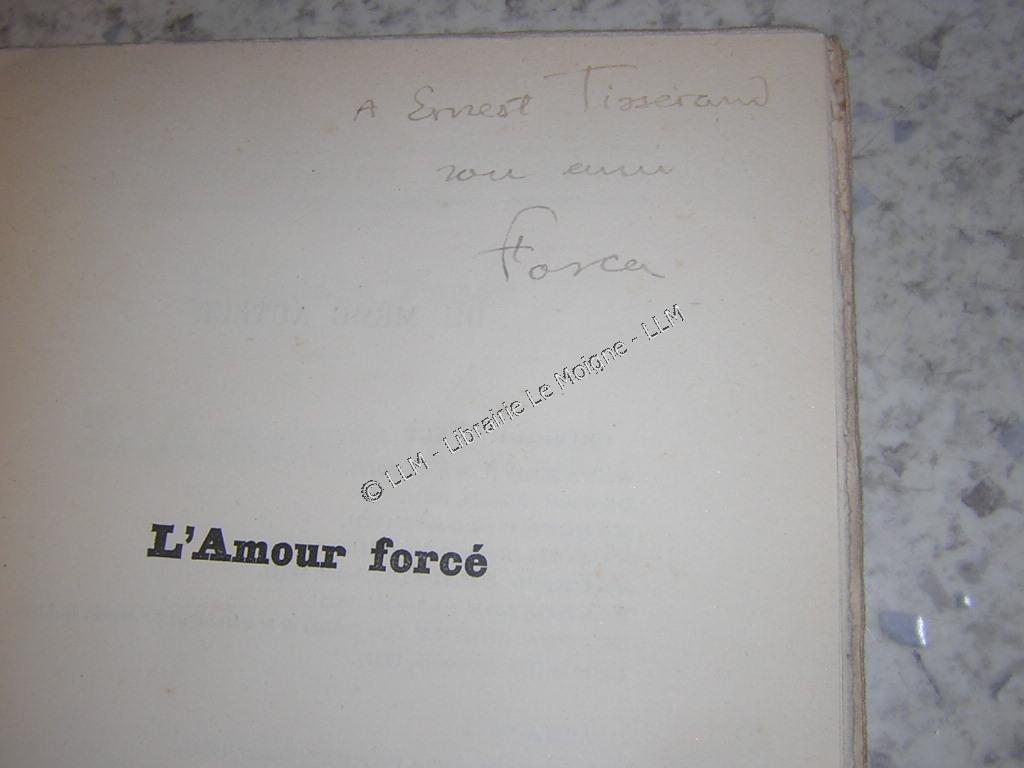 A Ernest Tisserand
son ami
© LLM - Librairie Le Moigne - LLM
L'Amour forcé